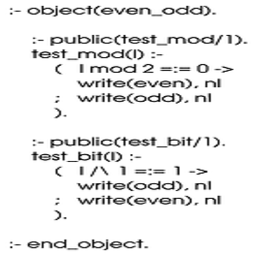 :- object(even_odd).
:- public(test_mod/1).
test_mod(I) :-
( I mod 2 =:= 0 ->
write(even), nl
; write(odd), nl
).
:- public(test_bit/1).
test_bit(I) :-
( I /\ 1 =:= 1 ->
write(odd), nl
; write(even), nl
).
:- end_object.